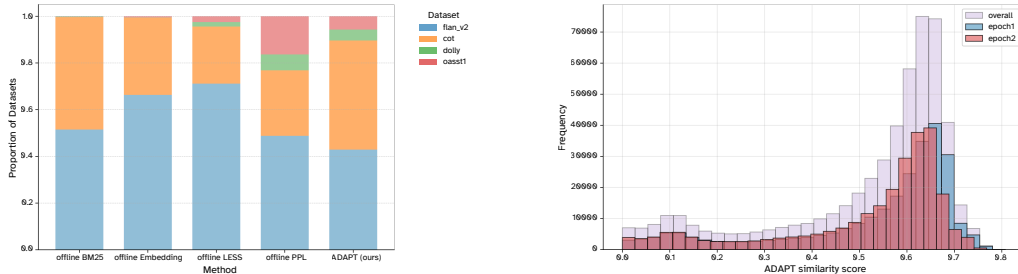 1.0
0.8
0.6
0.4
0.2
0.0
Proportion of Datasets
offline BM25
offline Embedding
offline LESS
offline PPL
ADAPT (ours)
Method
Dataset
flan_v2
cot
dolly
oasst1
70000
60000
50000
40000
30000
20000
10000
0
Frequency
0.0
0.1
0.2
0.3
0.4
0.5
0.6
0.7
0.8
ADAPT similarity score
overall
epoch1
epoch2